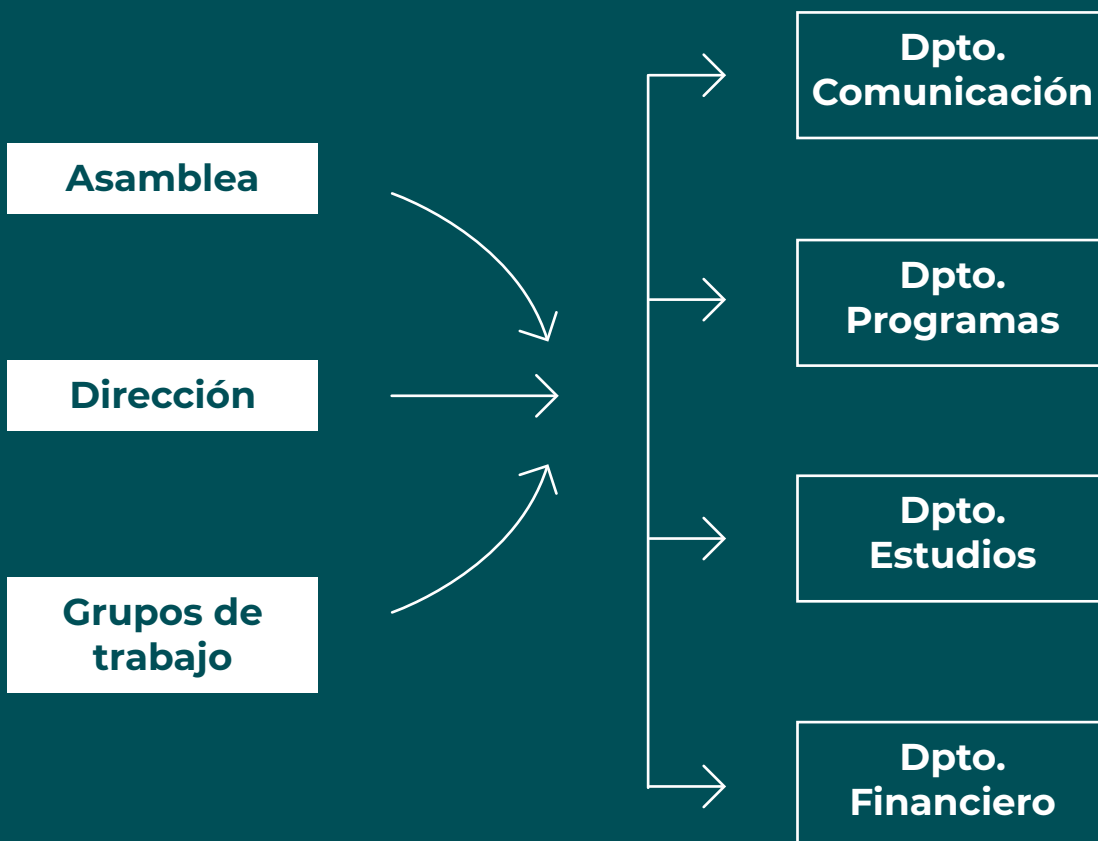 Asamblea
Dirección
Grupos de
trabajo
Dpto.
Comunicación
Dpto.
Programas
Dpto.
Estudios
Dpto.
Financiero